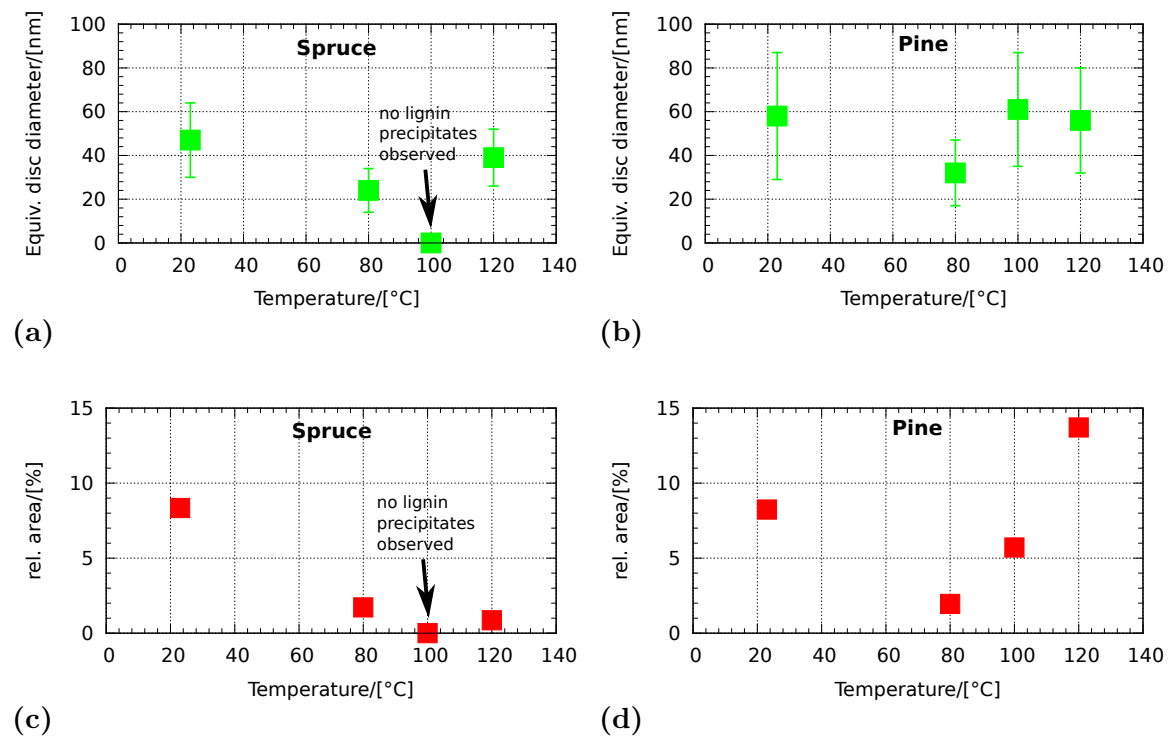 Spruce
Equiv. disc diameter/[nm]
100
80
60
40
20
0
no lignin
precipitates
observed
0 20 40 60 80 100 120 140
Temperature/[°C]
(a)
Pine
Equiv. disc diameter/[nm]
100
80
60
40
20
0
0 20 40 60 80 100 120 140
Temperature/[°C]
(b)
Spruce
rel. area/[%]
15
10
5
0
no lignin
precipitates
observed
0 20 40 60 80 100 120 140
Temperature/[°C]
(c)
Pine
rel. area/[%]
15
10
5
0
0 20 40 60 80 100 120 140
Temperature/[°C]
(d)